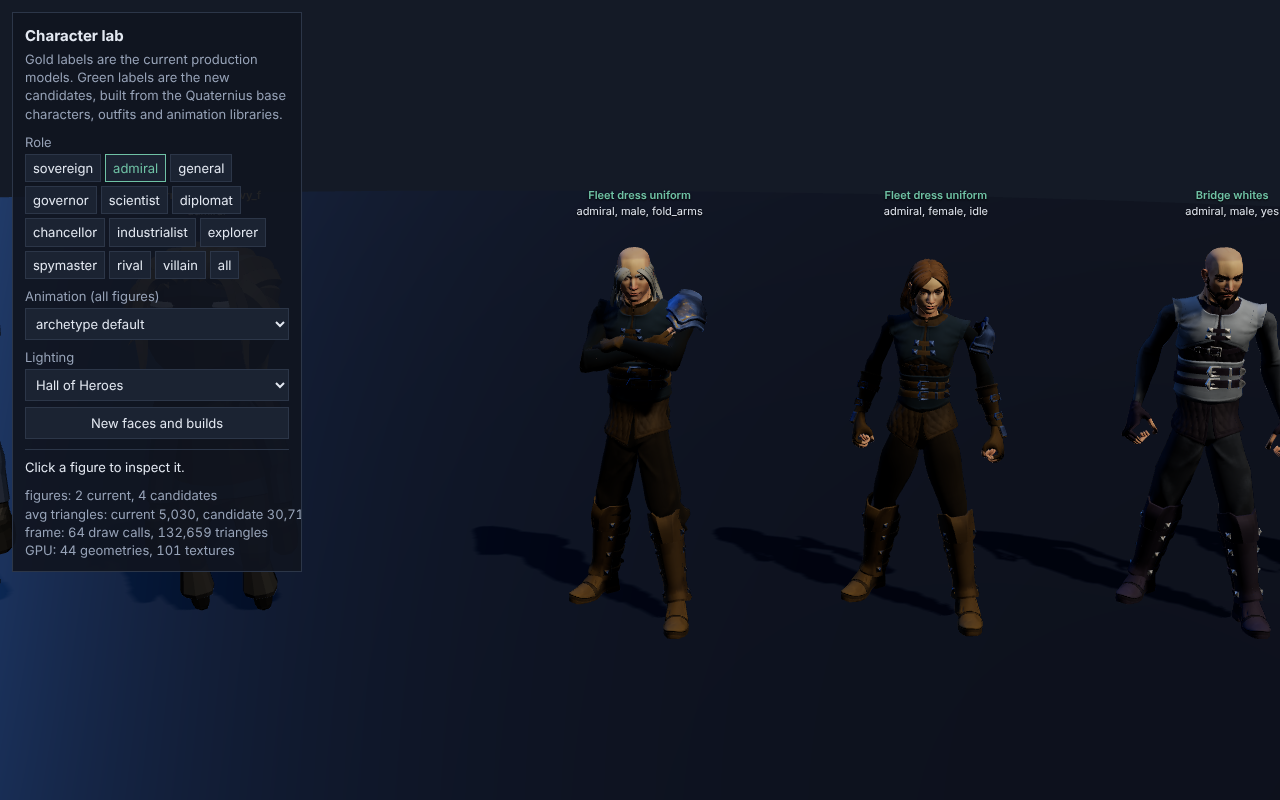 Character lab
Gold labels are the current production
models. Green labels are the new
candidates, built from the Quaternius base
characters, outfits and animation libraries.
Role
sovereign admiral general
governor scientist diplomat
chancellor industrialist explorer
spymaster rival villain all
Animation (all figures)
archetype default
Lighting
Hall of Heroes
New faces and builds
Click a figure to inspect it.
figures: 2 current, 4 candidates
avg triangles: current 5,030, candidate 30,71
frame: 64 draw calls, 132,659 triangles
GPU: 44 geometries, 101 textures
Fleet dress uniform
admiral, male, fold_arms
Fleet dress uniform
admiral, female, idle
Bridge whites
admiral, male, yes